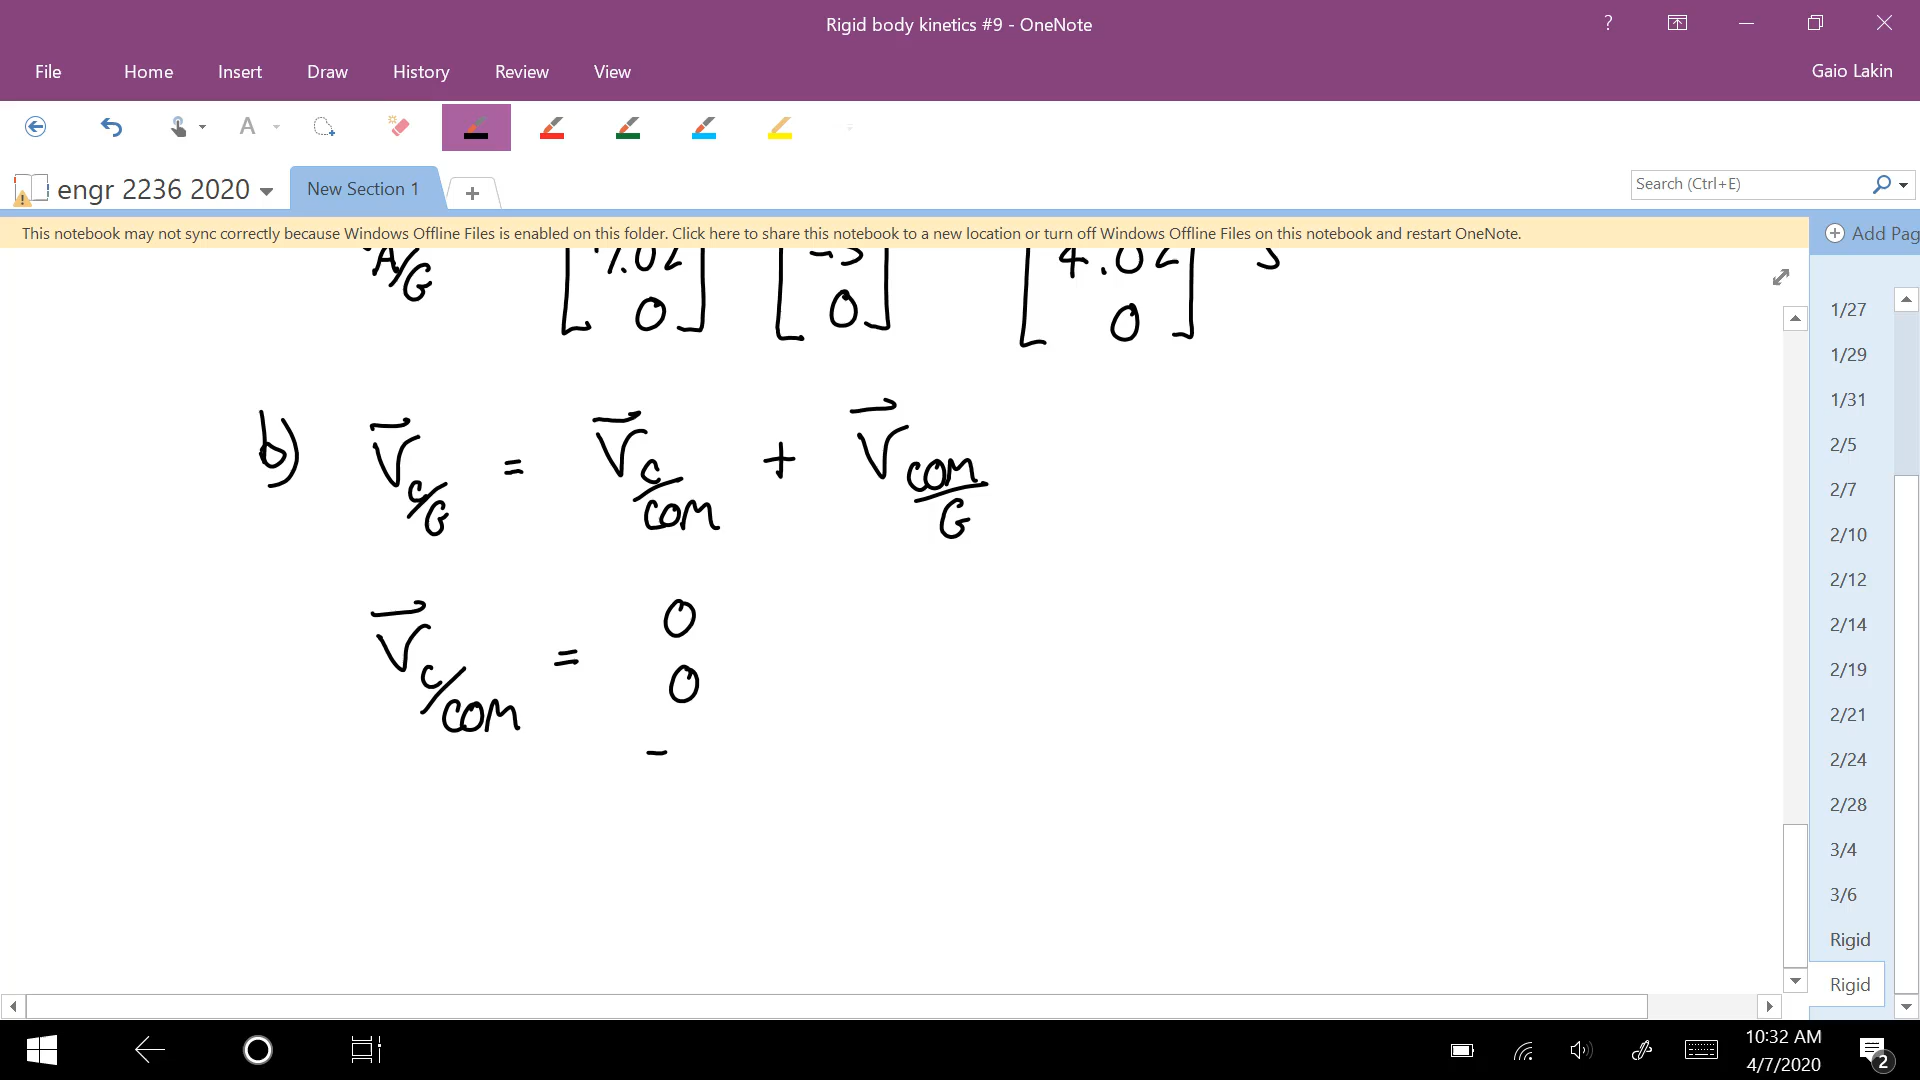 Rigid body kinetics #9 - OneNote
?
File Home Insert Draw History Review View
Gaio Lakin
A
engr 2236 2020
New Section 1
+
Search (Ctrl+E)
This notebook may not sync correctly because Windows Offline Files is enabled on this folder. Click here to share this notebook to a new location or turn off Windows Offline Files on this notebook and restart OneNote.
Add Pag
A/G [7.02 0] [-3 0] [4.02 0] s
b) V C/G = V C/COM + V COM/G
V C/COM = 0
0
-
1/27
1/29
1/31
2/5
2/7
2/10
2/12
2/14
2/19
2/21
2/24
2/28
3/4
3/6
Rigid
Rigid
10:32 AM
4/7/2020
2